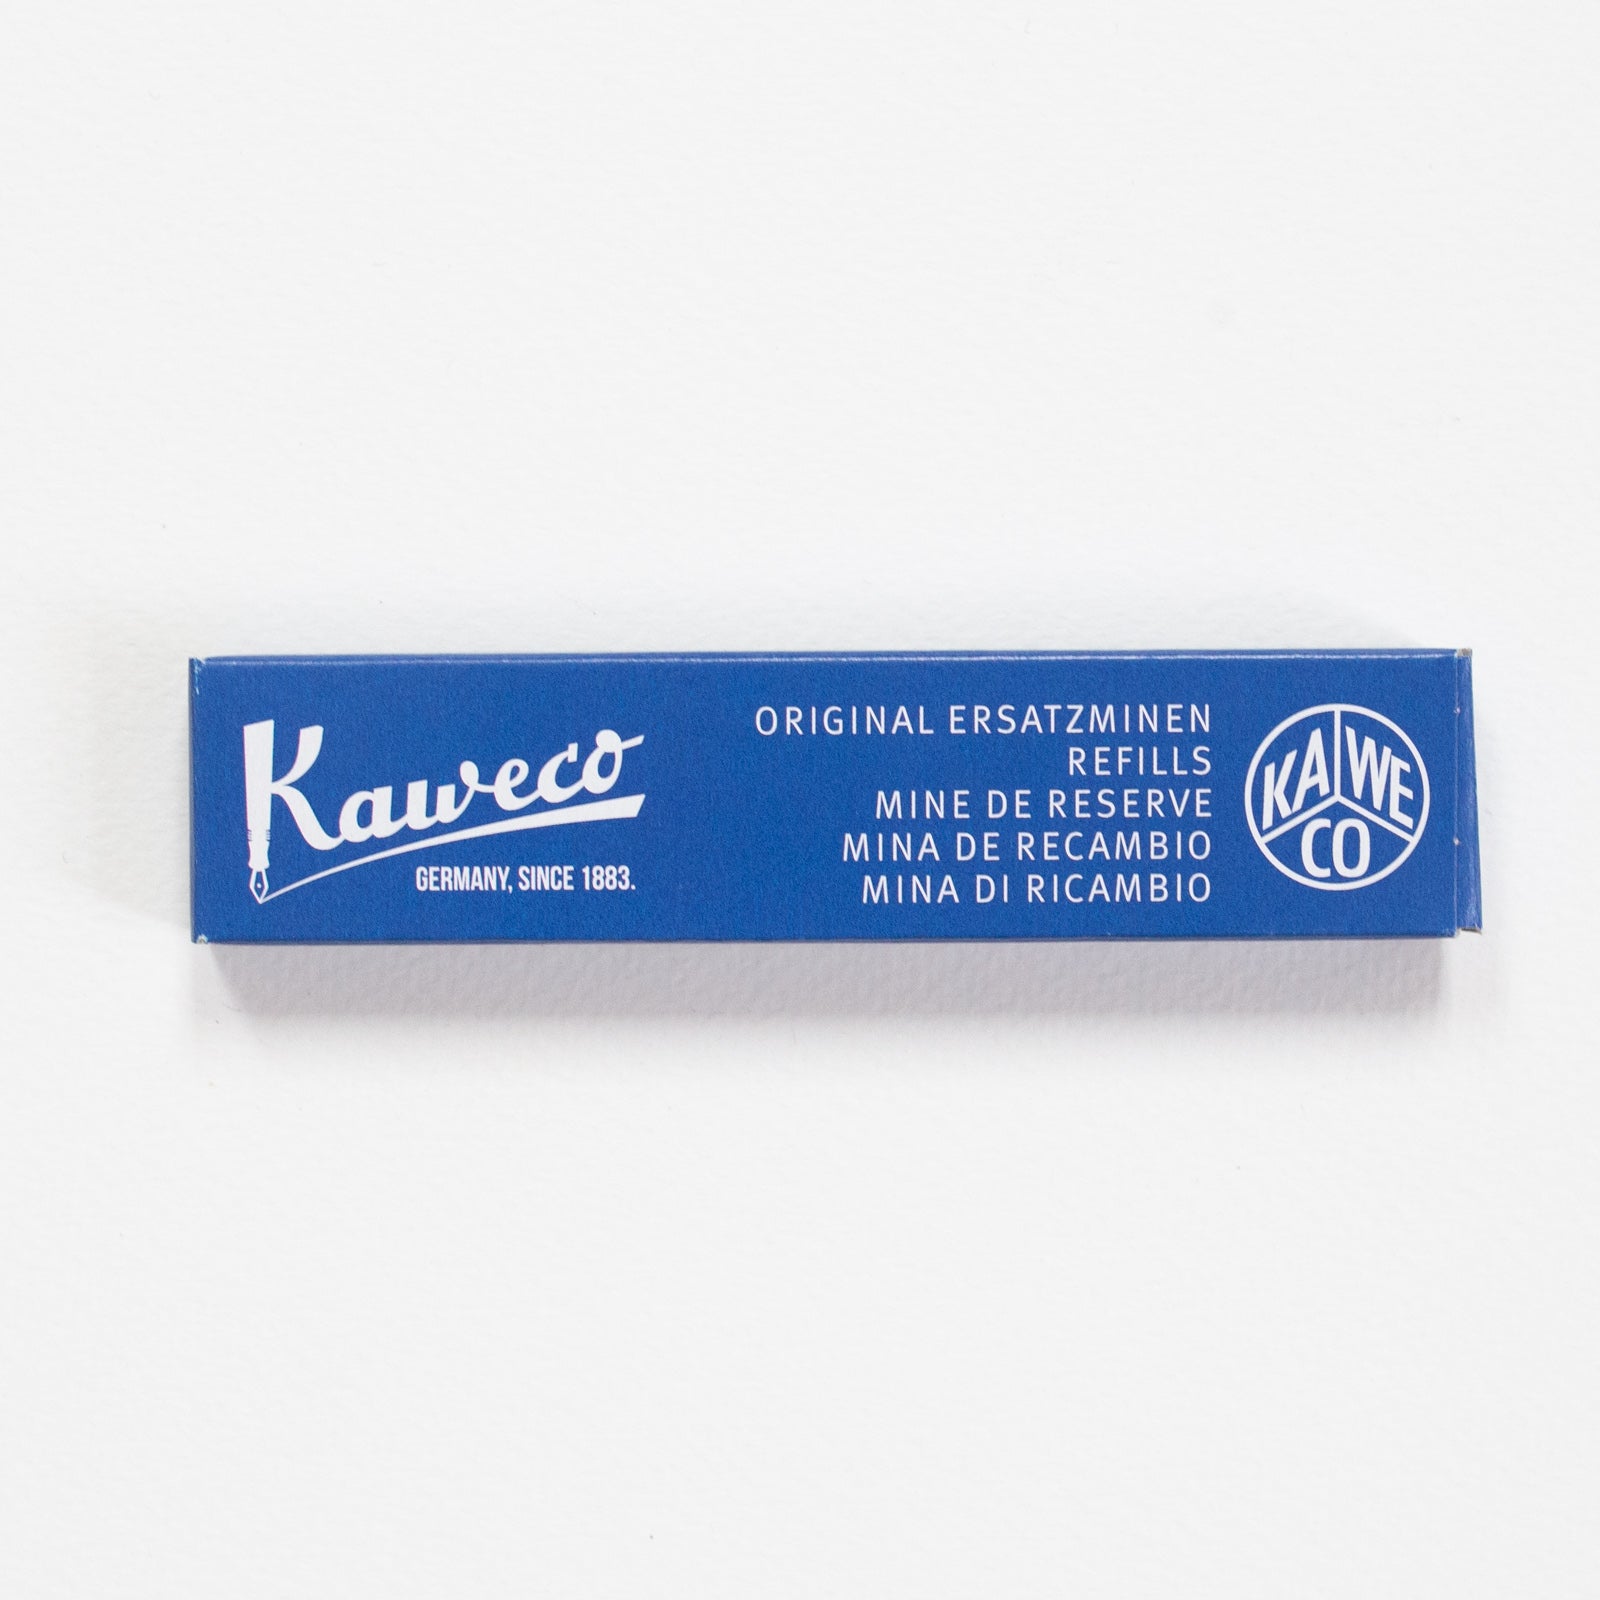 Kaweco
GERMANY, SINCE 1883.
ORIGINAL ERSATZMINEN
REFILLS
MINE DE RESERVE
MINA DE RECAMBIO
MINA DI RICAMBIO
KA WE
CO